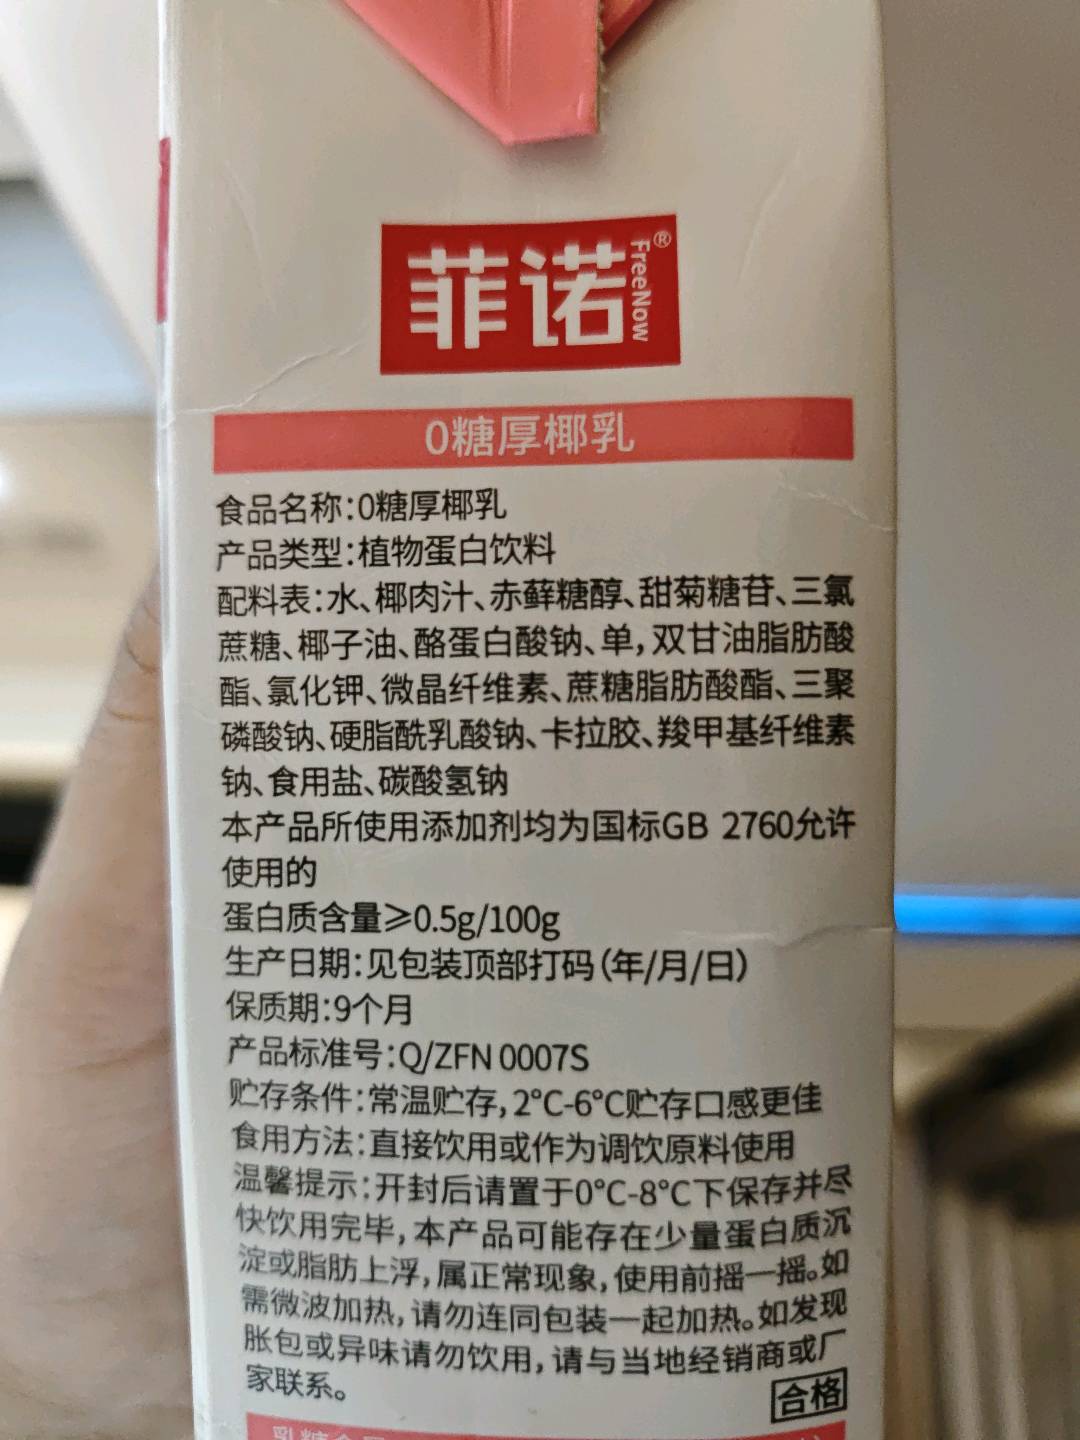 菲诺
FreeNow®
0糖厚椰乳
食品名称:0糖厚椰乳
产品类型:植物蛋白饮料
配料表:水、椰肉汁、赤藓糖醇、甜菊糖苷、三氯
蔗糖、椰子油、酪蛋白酸钠、单,双甘油脂肪酸
酯、氯化钾、微晶纤维素、蔗糖脂肪酸酯、三聚
磷酸钠、硬脂酰乳酸钠、卡拉胶、羧甲基纤维素
钠、食用盐、碳酸氢钠
本产品所使用添加剂均为国标GB 2760允许
使用的
蛋白质含量≥0.5g/100g
生产日期:见包装顶部打码(年/月/日)
保质期:9个月
产品标准号:Q/ZFN 0007S
贮存条件:常温贮存,2°C-6°C贮存口感更佳
食用方法:直接饮用或作为调饮原料使用
温馨提示:开封后请置于0°C-8°C下保存并尽
快饮用完毕,本产品可能存在少量蛋白质沉
淀或脂肪上浮,属正常现象,使用前摇一摇。如
需微波加热,请勿连同包装一起加热。如发现
胀包或异味请勿饮用,请与当地经销商或厂
家联系。
合格